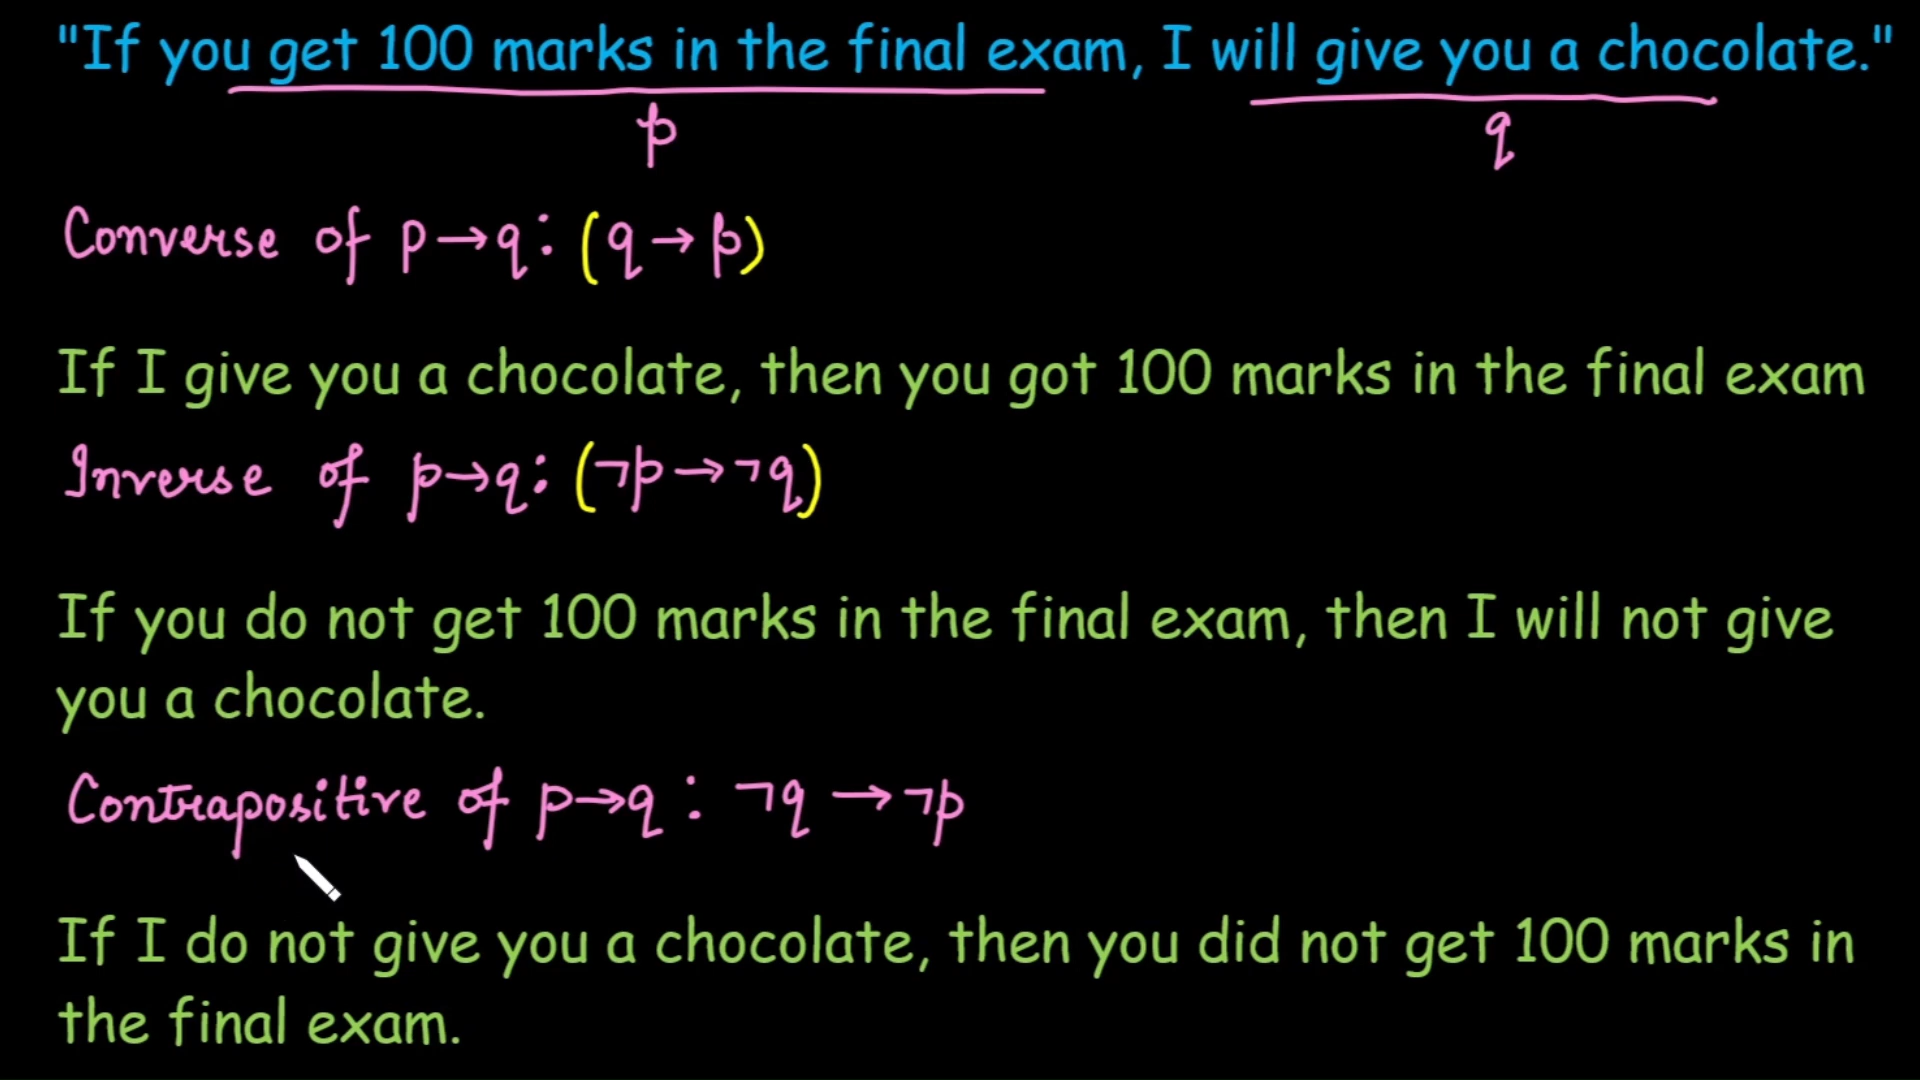 "If you get 100 marks in the final exam, I will give you a chocolate."
p q
Converse of p→q: (q→p)
If I give you a chocolate, then you got 100 marks in the final exam
Inverse of p→q: (¬p→¬q)
If you do not get 100 marks in the final exam, then I will not give
you a chocolate.
Contrapositive of p→q: ¬q→¬p
If I do not give you a chocolate, then you did not get 100 marks in
the final exam.